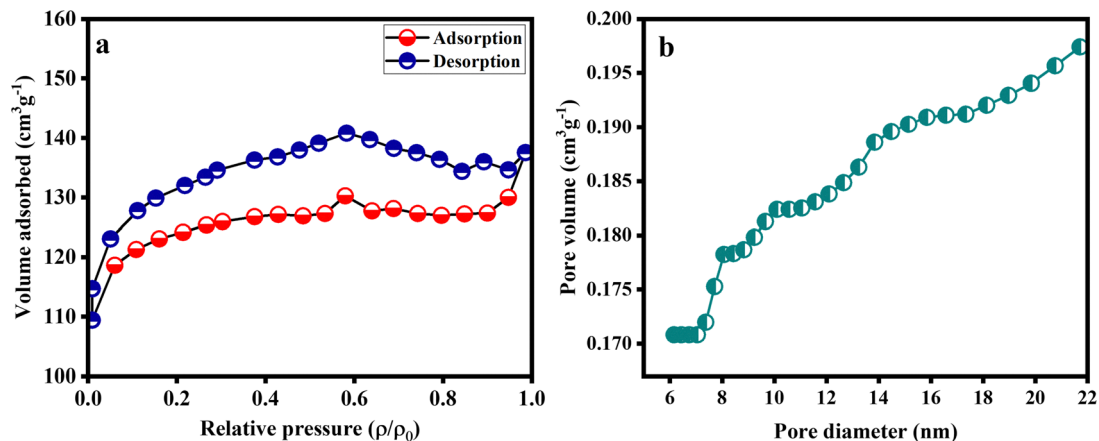 a
Adsorption
Desorption
Volume adsorbed (cm³g⁻¹)
160
150
140
130
120
110
100
0.0 0.2 0.4 0.6 0.8 1.0
Relative pressure (ρ/ρ₀)
b
Pore volume (cm³g⁻¹)
0.200
0.195
0.190
0.185
0.180
0.175
0.170
6 8 10 12 14 16 18 20 22
Pore diameter (nm)